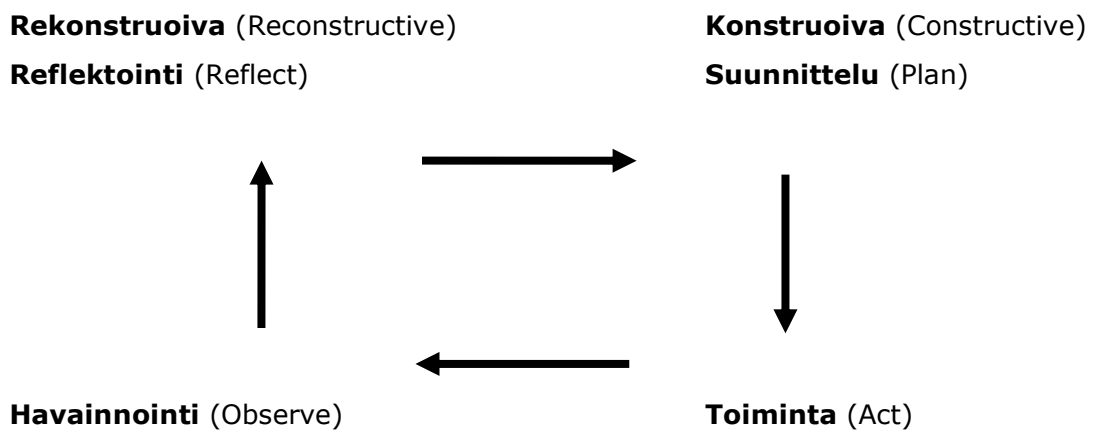 Rekonstruoiva (Reconstructive)
Konstruoiva (Constructive)
Reflektointi (Reflect)
Suunnittelu (Plan)
Havainnointi (Observe)
Toiminta (Act)